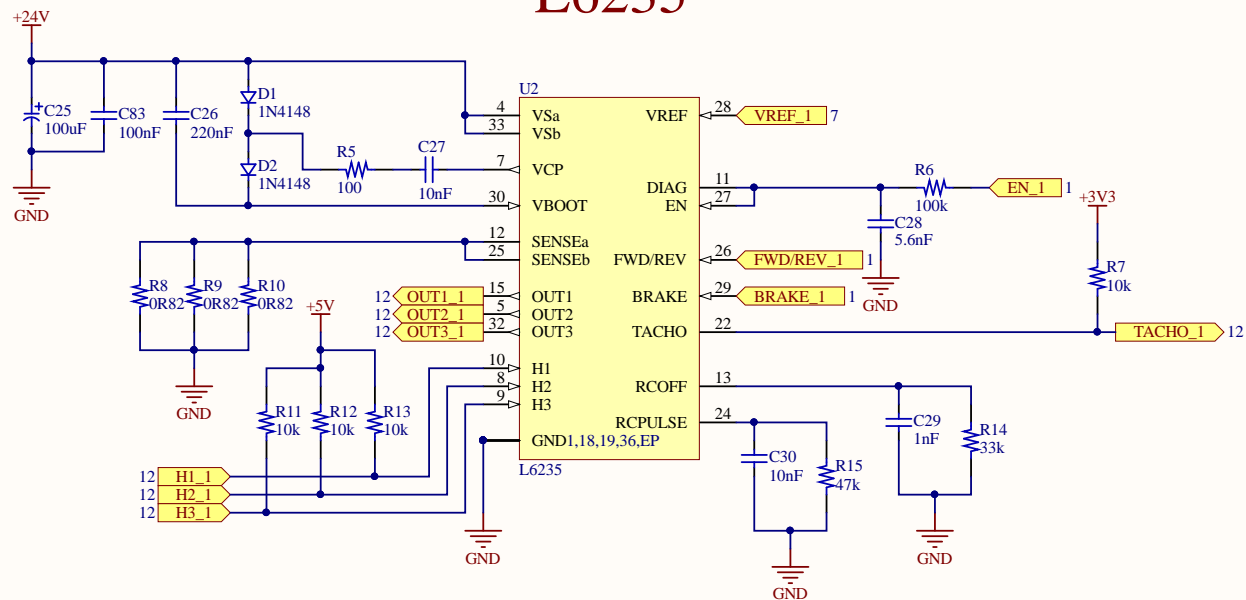 L6235
+24V
C25
100uF
C83
100nF
C26
220nF
D1
1N4148
D2
1N4148
R5
100
C27
10nF
GND
U2
4 VSa
33 VSb
7 VCP
30 VBOOT
12 SENSEa
25 SENSEb
15 OUT1
5 OUT2
32 OUT3
10 H1
8 H2
9 H3
GND1,18,19,36,EP
L6235
VREF 28
DIAG 11
EN 27
FWD/REV 26
BRAKE 29
TACHO 22
RCOFF 13
RCPULSE 24
VREF_1 7
R6
100k
EN_1 1
C28
5.6nF
GND
FWD/REV_1 1
BRAKE_1 1
+3V3
R7
10k
TACHO_1 12
R8
0R82
R9
0R82
R10
0R82
GND
12 OUT1_1
12 OUT2_1
12 OUT3_1
+5V
R11
10k
R12
10k
R13
10k
12 H1_1
12 H2_1
12 H3_1
GND
C30
10nF
R15
47k
GND
C29
1nF
R14
33k
GND